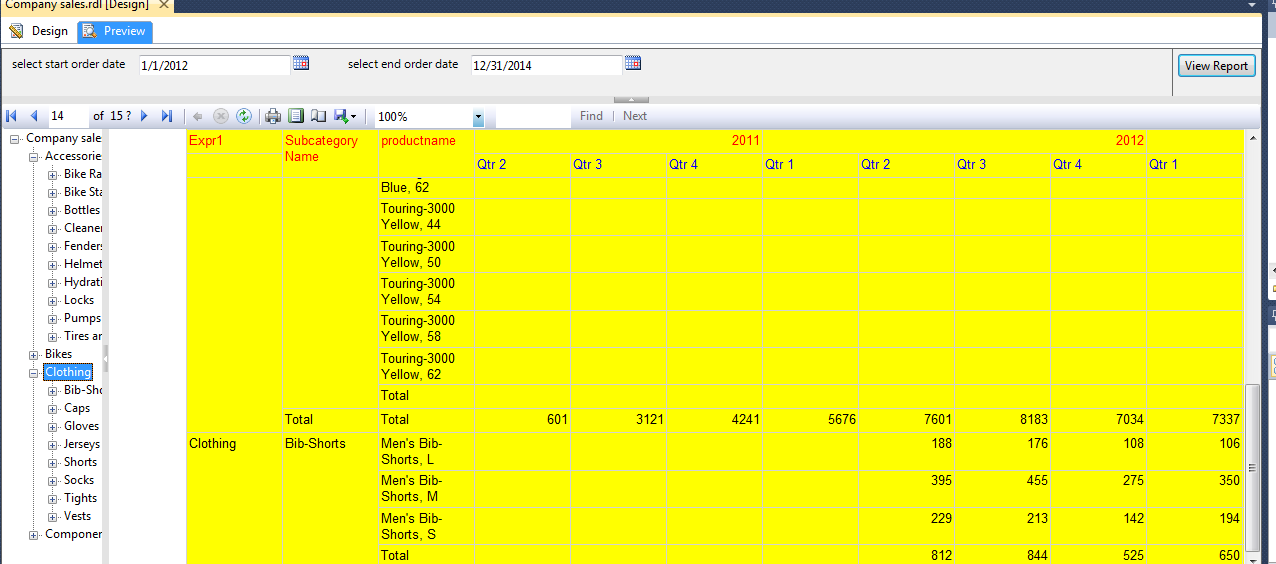 Company sales.rdl [Design]
Design Preview
select start order date 1/1/2012 select end order date 12/31/2014 View Report
14 of 15 ? 100% Find Next
Company sale
Accessorie
Bike Ra
Bike Sta
Bottles
Cleaner
Fenders
Helmet
Hydrati
Locks
Pumps
Tires ar
Bikes
Clothing
Bib-Sho
Caps
Gloves
Jerseys
Shorts
Socks
Tights
Vests
Componer
Expr1 Subcategory productname 2011 2012
Name
Qtr 2 Qtr 3 Qtr 4 Qtr 1 Qtr 2 Qtr 3 Qtr 4 Qtr 1
Blue, 62
Touring-3000
Yellow, 44
Touring-3000
Yellow, 50
Touring-3000
Yellow, 54
Touring-3000
Yellow, 58
Touring-3000
Yellow, 62
Total
Total Total 601 3121 4241 5676 7601 8183 7034 7337
Clothing Bib-Shorts Men's Bib- 188 176 108 106
Shorts, L
Men's Bib- 395 455 275 350
Shorts, M
Men's Bib- 229 213 142 194
Shorts, S
Total 812 844 525 650